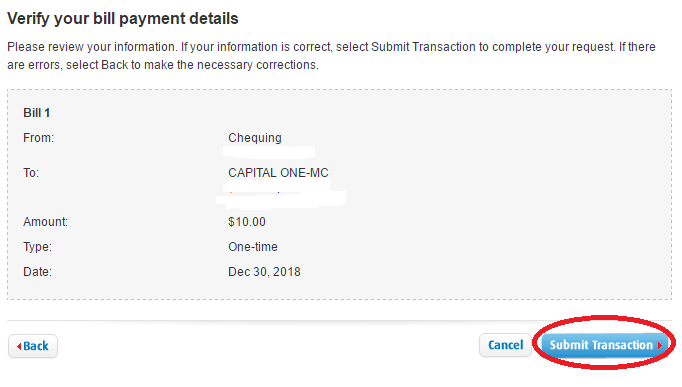 Verify your bill payment details
Please review your information. If your information is correct, select Submit Transaction to complete your request. If there
are errors, select Back to make the necessary corrections.
Bill 1
From: Chequing
To: CAPITAL ONE-MC
Amount: $10.00
Type: One-time
Date: Dec 30, 2018
Back Cancel Submit Transaction